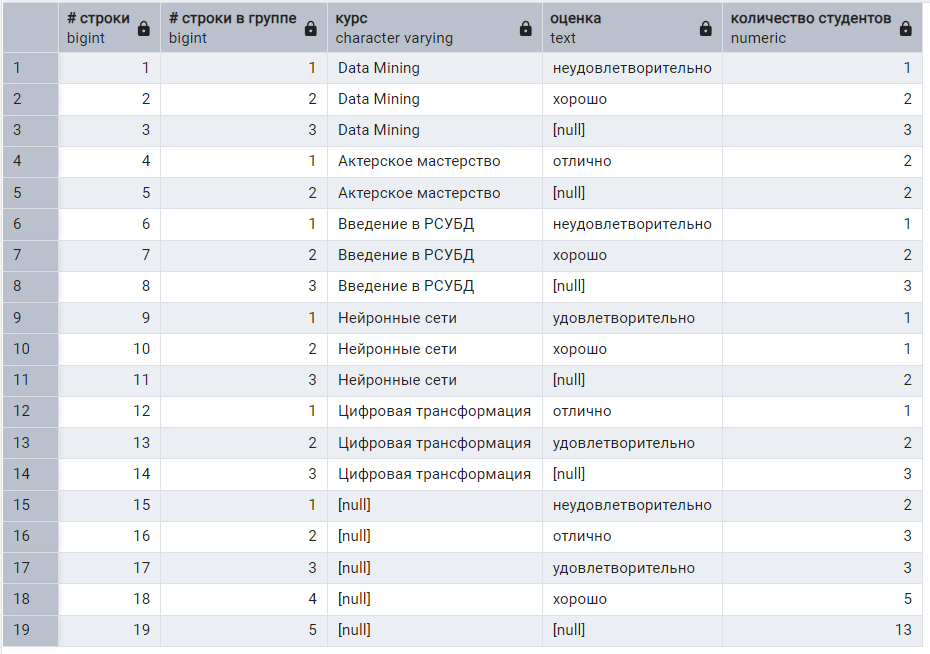 # строки # строки в группе курс оценка количество студентов
bigint bigint character varying text numeric
1 1 1 Data Mining неудовлетворительно 1
2 2 2 Data Mining хорошо 2
3 3 3 Data Mining [null] 3
4 4 1 Актерское мастерство отлично 2
5 5 2 Актерское мастерство [null] 2
6 6 1 Введение в РСУБД неудовлетворительно 1
7 7 2 Введение в РСУБД хорошо 2
8 8 3 Введение в РСУБД [null] 3
9 9 1 Нейронные сети удовлетворительно 1
10 10 2 Нейронные сети хорошо 1
11 11 3 Нейронные сети [null] 2
12 12 1 Цифровая трансформация отлично 1
13 13 2 Цифровая трансформация удовлетворительно 2
14 14 3 Цифровая трансформация [null] 3
15 15 1 [null] неудовлетворительно 2
16 16 2 [null] отлично 3
17 17 3 [null] удовлетворительно 3
18 18 4 [null] хорошо 5
19 19 5 [null] [null] 13